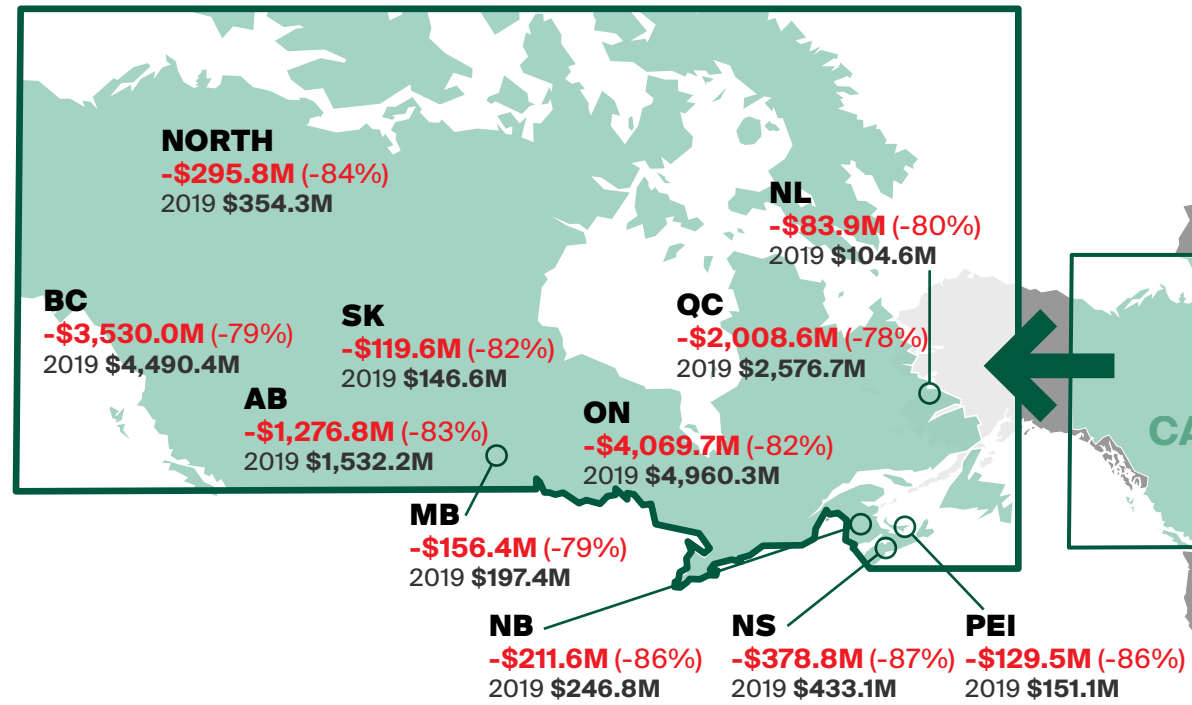 NORTH
-$295.8M (-84%)
2019 $354.3M
NL
-$83.9M (-80%)
2019 $104.6M
BC
-$3,530.0M (-79%)
2019 $4,490.4M
SK
-$119.6M (-82%)
2019 $146.6M
QC
-$2,008.6M (-78%)
2019 $2,576.7M
AB
-$1,276.8M (-83%)
2019 $1,532.2M
ON
-$4,069.7M (-82%)
2019 $4,960.3M
CA
MB
-$156.4M (-79%)
2019 $197.4M
NB
-$211.6M (-86%)
2019 $246.8M
NS
-$378.8M (-87%)
2019 $433.1M
PEI
-$129.5M (-86%)
2019 $151.1M